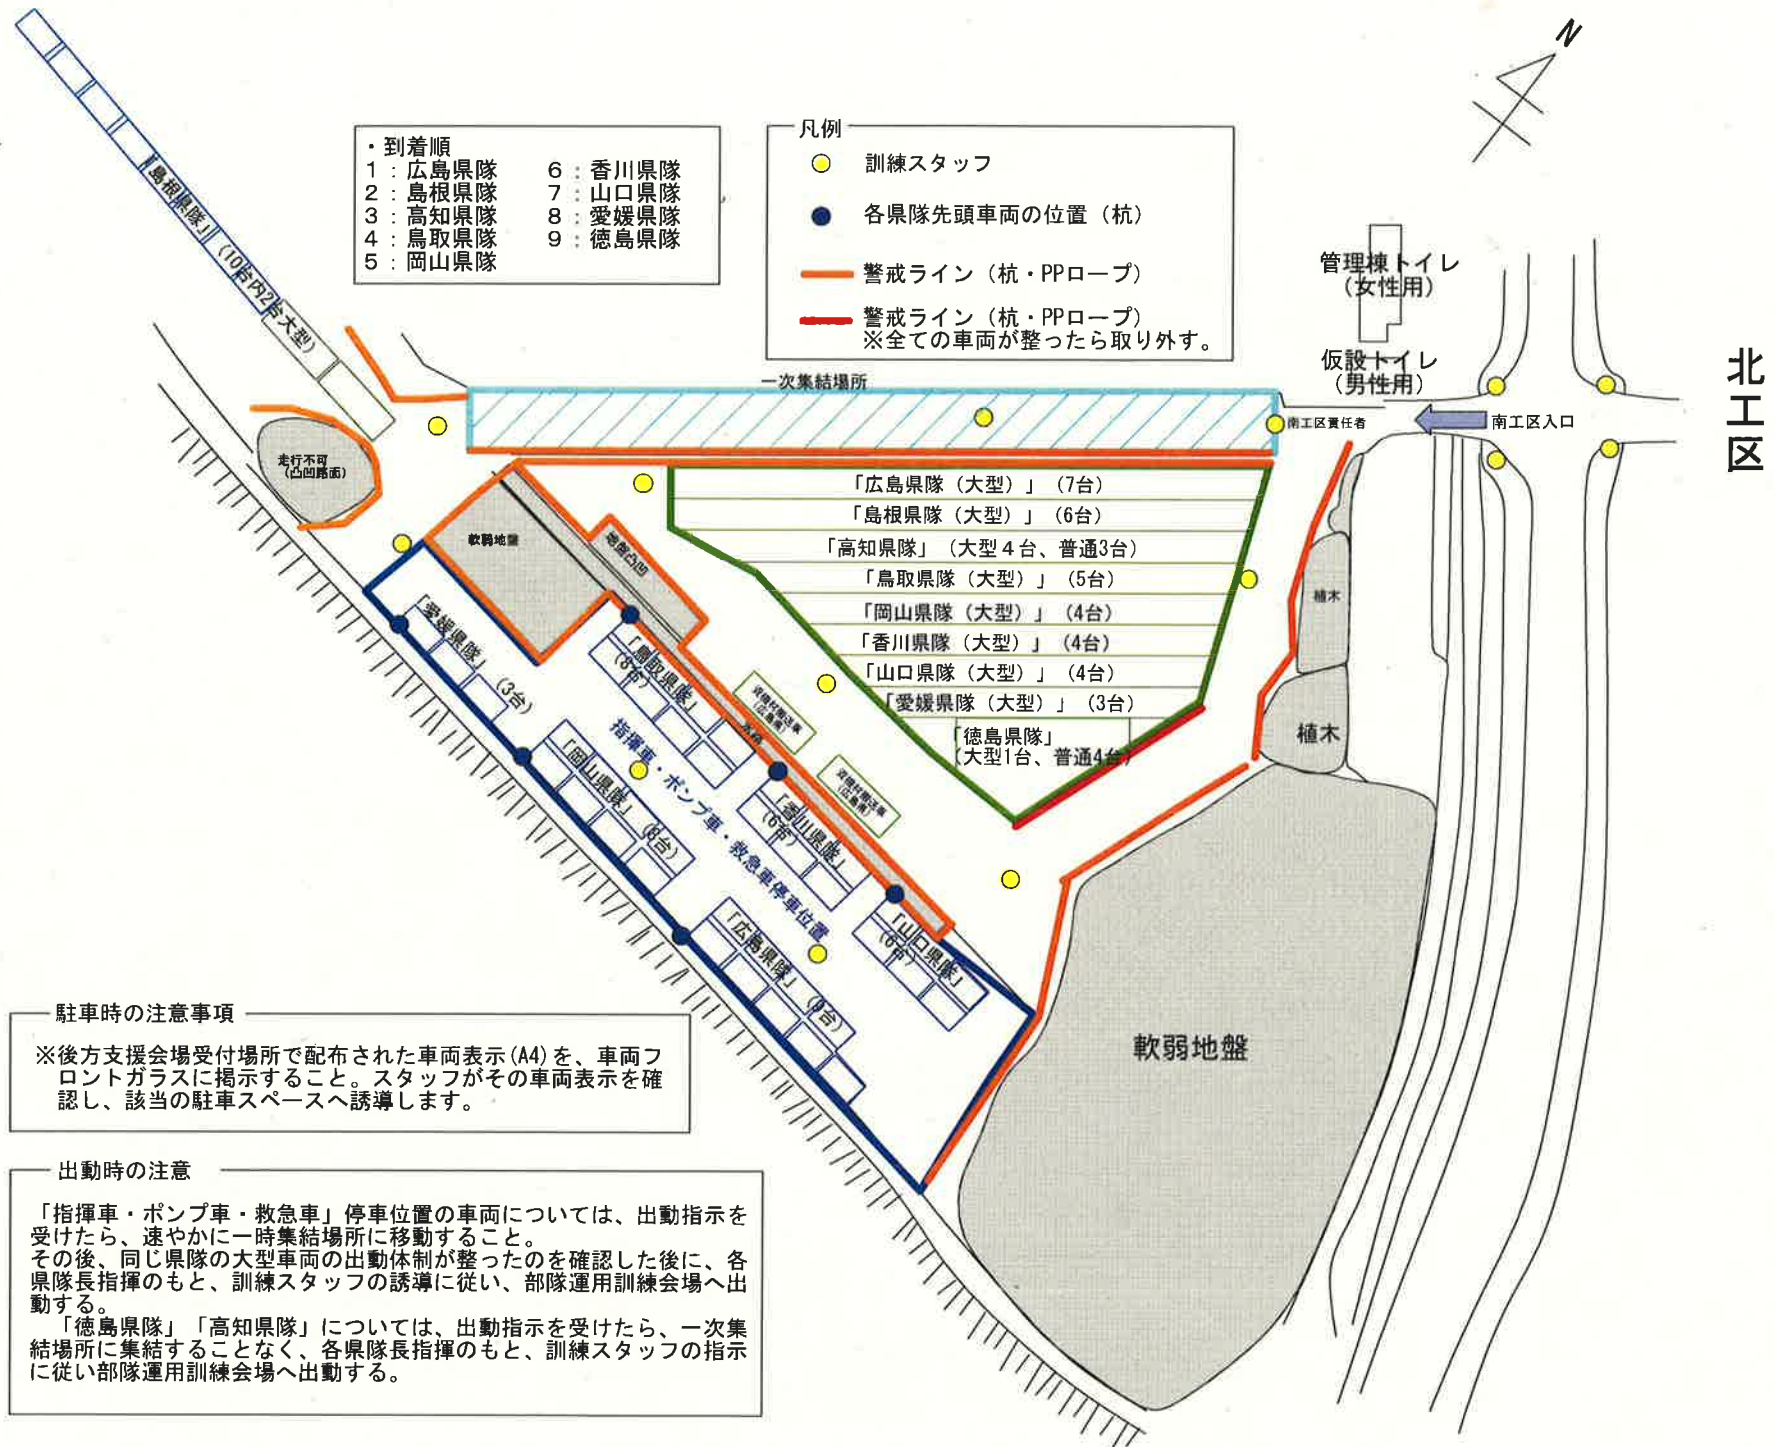 N
・到着順
1：広島県隊　6：香川県隊
2：島根県隊　7：山口県隊
3：高知県隊　8：愛媛県隊
4：鳥取県隊　9：徳島県隊
5：岡山県隊
凡例
訓練スタッフ
各県隊先頭車両の位置（杭）
警戒ライン（杭・PPロープ）
警戒ライン（杭・PPロープ）
※全ての車両が整ったら取り外す。
管理棟トイレ
（女性用）
仮設トイレ
（男性用）
北工区
南工区入口
南工区責任者
一次集結場所
島根県隊」（10台内2台大型）
走行不可
（凸凹路面）
軟弱地盤
地盤凸凹
「広島県隊（大型）」（7台）
「島根県隊（大型）」（6台）
「高知県隊」（大型４台、普通3台）
「鳥取県隊（大型）」（5台）
「岡山県隊（大型）」（4台）
「香川県隊（大型）」（4台）
「山口県隊（大型）」（4台）
「愛媛県隊（大型）」（3台）
「徳島県隊」
（大型1台、普通4台）
植木
植木
「愛媛県隊」（3台）
「鳥取県隊」
（8台）
資機材搬送車
（広島県）
資機材搬送車
（広島県）
指揮車・ポンプ車・救急車停車位置
「岡山県隊」（8台）
「香川県隊」
（6台）
「広島県隊」（9台）
「山口県隊」
（6台）
軟弱地盤
駐車時の注意事項
※後方支援会場受付場所で配布された車両表示(A4)を、車両フ
ロントガラスに掲示すること。スタッフがその車両表示を確
認し、該当の駐車スペースへ誘導します。
出動時の注意
「指揮車・ポンプ車・救急車」停車位置の車両については、出動指示を
受けたら、速やかに一時集結場所に移動すること。
その後、同じ県隊の大型車両の出動体制が整ったのを確認した後に、各
県隊長指揮のもと、訓練スタッフの誘導に従い、部隊運用訓練会場へ出
動する。
「徳島県隊」「高知県隊」については、出動指示を受けたら、一次集
結場所に集結することなく、各県隊長指揮のもと、訓練スタッフの指示
に従い部隊運用訓練会場へ出動する。